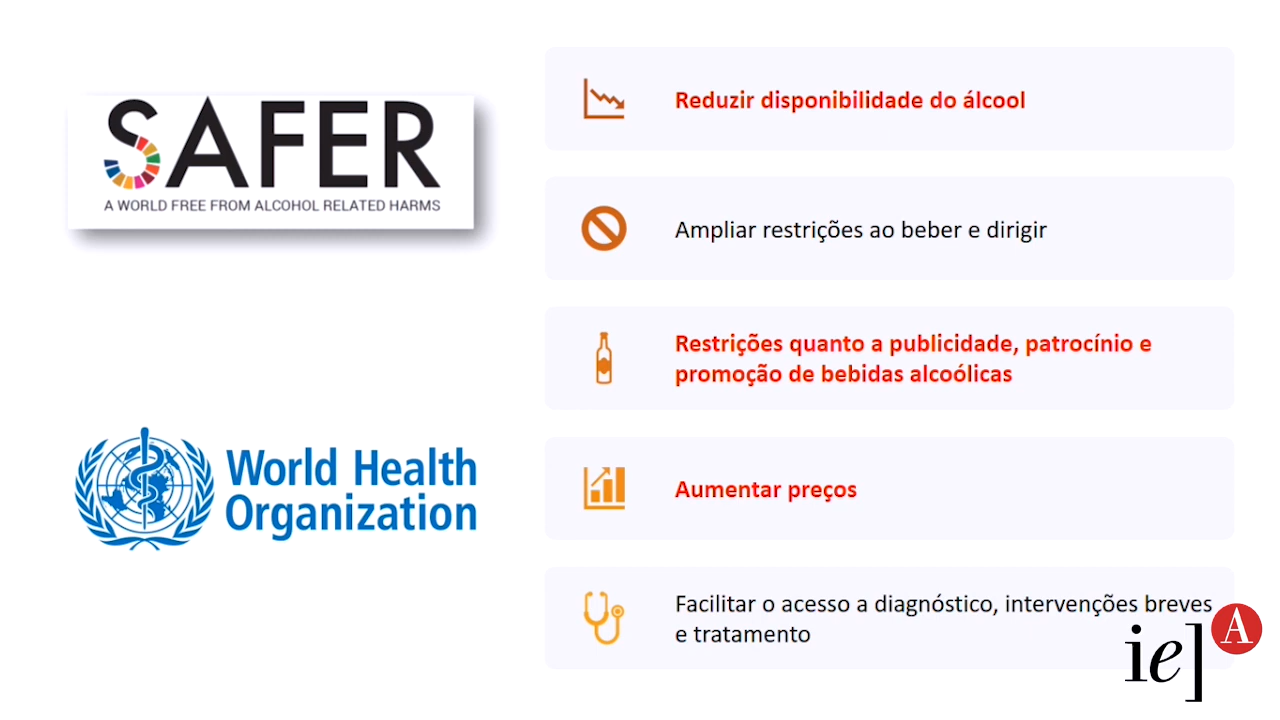 SAFER
A WORLD FREE FROM ALCOHOL RELATED HARMS
World Health
Organization
Reduzir disponibilidade do álcool
Ampliar restrições ao beber e dirigir
Restrições quanto a publicidade, patrocínio e
promoção de bebidas alcoólicas
Aumentar preços
Facilitar o acesso a diagnóstico, intervenções breves
e tratamento
ie]A